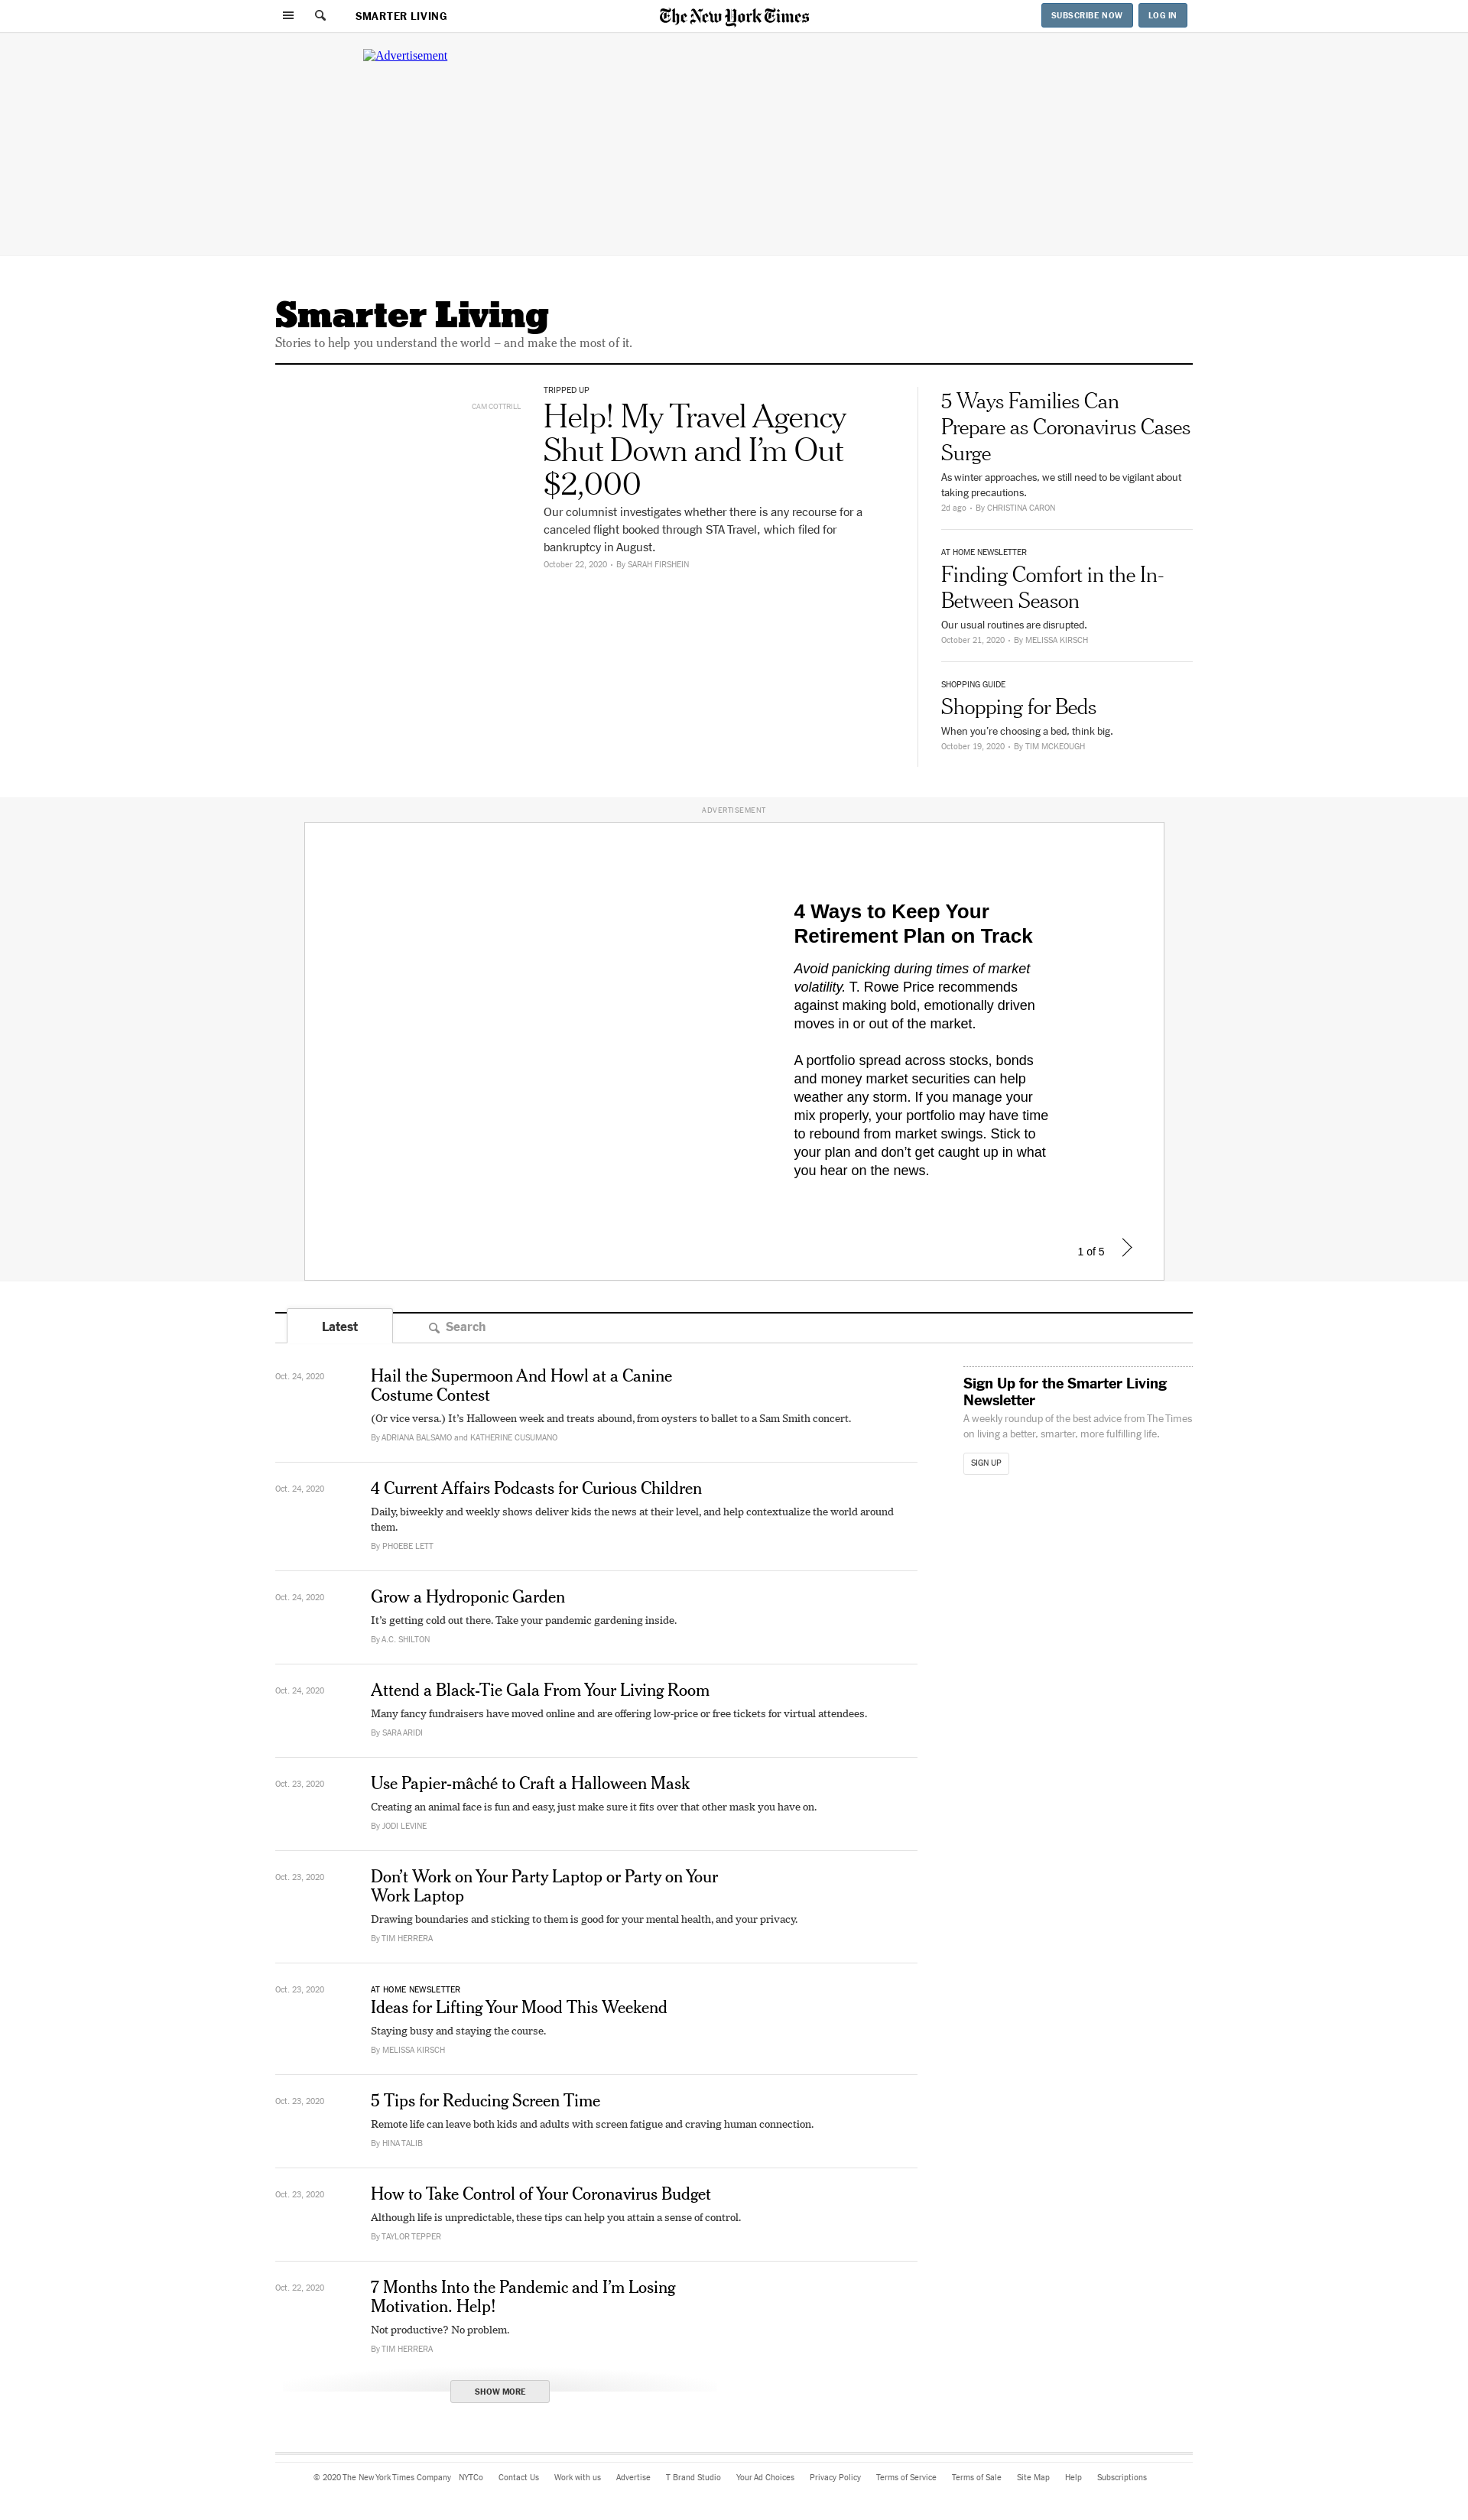 SMARTER LIVING
The New York Times
SUBSCRIBE NOW
LOG IN
Advertisement
Smarter Living
Stories to help you understand the world – and make the most of it.
CAM COTTRILL
TRIPPED UP
Help! My Travel Agency
Shut Down and I’m Out
$2,000
Our columnist investigates whether there is any recourse for a
canceled flight booked through STA Travel, which filed for
bankruptcy in August.
October 22, 2020 • By SARAH FIRSHEIN
5 Ways Families Can
Prepare as Coronavirus Cases
Surge
As winter approaches, we still need to be vigilant about
taking precautions.
2d ago • By CHRISTINA CARON
AT HOME NEWSLETTER
Finding Comfort in the In-
Between Season
Our usual routines are disrupted.
October 21, 2020 • By MELISSA KIRSCH
SHOPPING GUIDE
Shopping for Beds
When you’re choosing a bed, think big.
October 19, 2020 • By TIM MCKEOUGH
ADVERTISEMENT
4 Ways to Keep Your
Retirement Plan on Track
Avoid panicking during times of market
volatility. T. Rowe Price recommends
against making bold, emotionally driven
moves in or out of the market.
A portfolio spread across stocks, bonds
and money market securities can help
weather any storm. If you manage your
mix properly, your portfolio may have time
to rebound from market swings. Stick to
your plan and don’t get caught up in what
you hear on the news.
1 of 5
Latest
Search
Oct. 24, 2020
Hail the Supermoon And Howl at a Canine
Costume Contest
(Or vice versa.) It’s Halloween week and treats abound, from oysters to ballet to a Sam Smith concert.
By ADRIANA BALSAMO and KATHERINE CUSUMANO
Oct. 24, 2020
4 Current Affairs Podcasts for Curious Children
Daily, biweekly and weekly shows deliver kids the news at their level, and help contextualize the world around
them.
By PHOEBE LETT
Oct. 24, 2020
Grow a Hydroponic Garden
It’s getting cold out there. Take your pandemic gardening inside.
By A.C. SHILTON
Oct. 24, 2020
Attend a Black-Tie Gala From Your Living Room
Many fancy fundraisers have moved online and are offering low-price or free tickets for virtual attendees.
By SARA ARIDI
Oct. 23, 2020
Use Papier-mâché to Craft a Halloween Mask
Creating an animal face is fun and easy, just make sure it fits over that other mask you have on.
By JODI LEVINE
Oct. 23, 2020
Don’t Work on Your Party Laptop or Party on Your
Work Laptop
Drawing boundaries and sticking to them is good for your mental health, and your privacy.
By TIM HERRERA
Oct. 23, 2020
AT HOME NEWSLETTER
Ideas for Lifting Your Mood This Weekend
Staying busy and staying the course.
By MELISSA KIRSCH
Oct. 23, 2020
5 Tips for Reducing Screen Time
Remote life can leave both kids and adults with screen fatigue and craving human connection.
By HINA TALIB
Oct. 23, 2020
How to Take Control of Your Coronavirus Budget
Although life is unpredictable, these tips can help you attain a sense of control.
By TAYLOR TEPPER
Oct. 22, 2020
7 Months Into the Pandemic and I’m Losing
Motivation. Help!
Not productive? No problem.
By TIM HERRERA
SHOW MORE
Sign Up for the Smarter Living
Newsletter
A weekly roundup of the best advice from The Times
on living a better, smarter, more fulfilling life.
SIGN UP
© 2020 The New York Times Company NYTCo Contact Us Work with us Advertise T Brand Studio Your Ad Choices Privacy Policy Terms of Service Terms of Sale Site Map Help Subscriptions